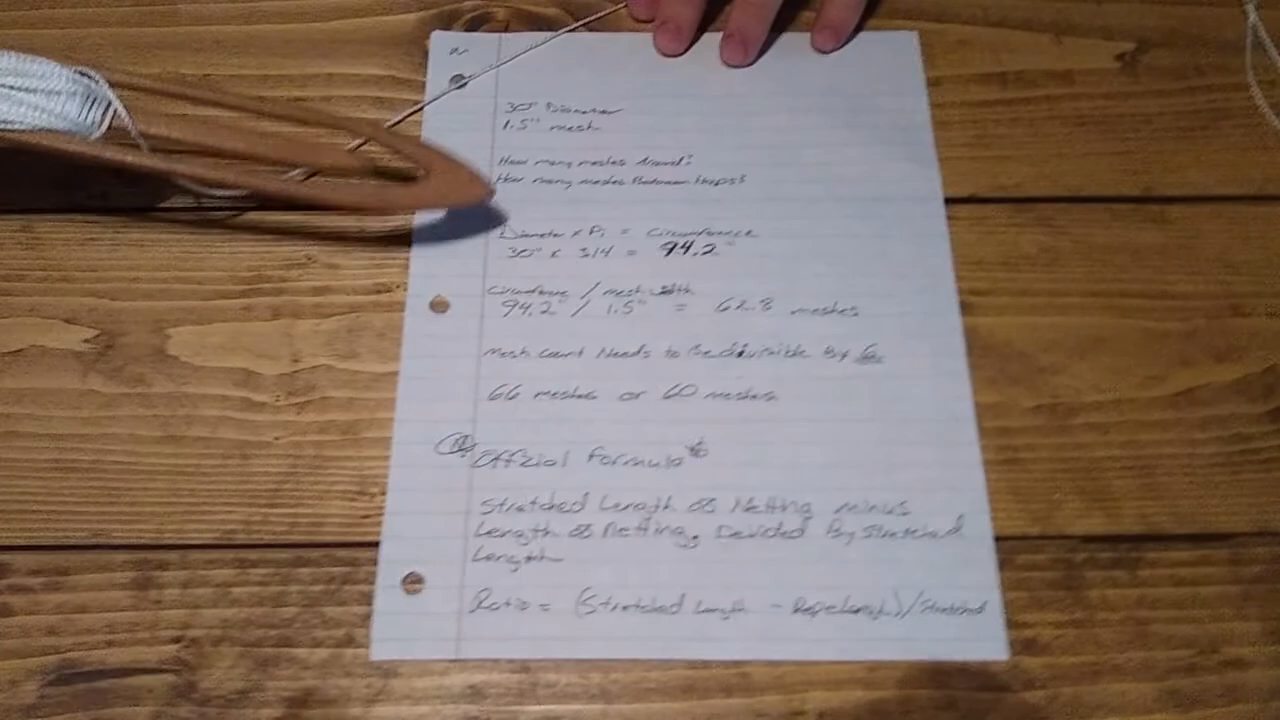 30" Diameter
1.5" mesh
How many meshes Around?
How many meshes Between Hoops?
Diameter x Pi = Circumference
30" x 3.14 = 94.2"
Circumference / mesh width
94.2" / 1.5" = 62.8 meshes
Mesh count Needs to Be divisible By 6
66 meshes or 60 meshes
Official Formula
Stretched Length of Netting minus
Length of Netting, Devided By Stretched
Length
Ratio = (Stretched Length - Rope Length) / Stretched